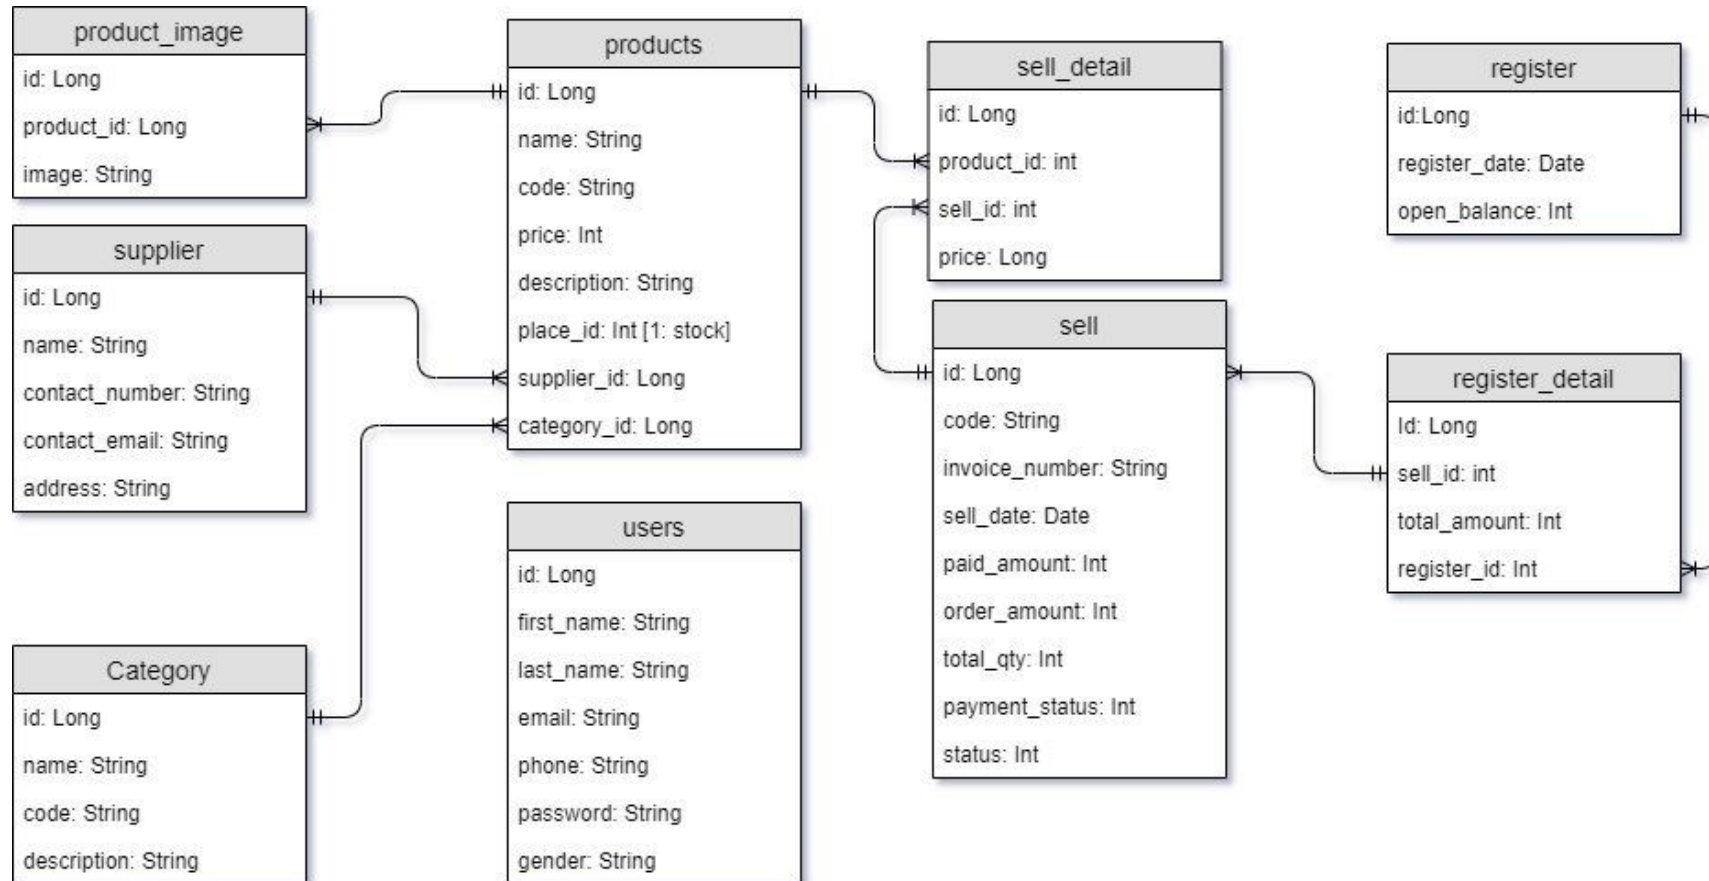 product_image
id: Long
product_id: Long
image: String
supplier
id: Long
name: String
contact_number: String
contact_email: String
address: String
Category
id: Long
name: String
code: String
description: String
products
id: Long
name: String
code: String
price: Int
description: String
place_id: Int [1: stock]
supplier_id: Long
category_id: Long
users
id: Long
first_name: String
last_name: String
email: String
phone: String
password: String
gender: String
sell_detail
id: Long
product_id: int
sell_id: int
price: Long
sell
id: Long
code: String
invoice_number: String
sell_date: Date
paid_amount: Int
order_amount: Int
total_qty: Int
payment_status: Int
status: Int
register
id:Long
register_date: Date
open_balance: Int
register_detail
Id: Long
sell_id: int
total_amount: Int
register_id: Int